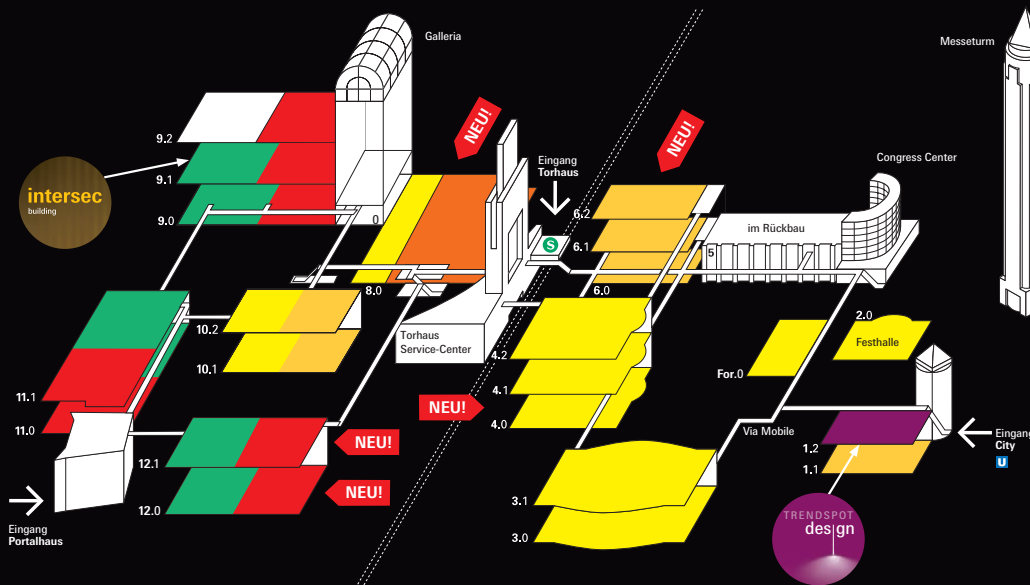 Galleria
Messeturm
NEU!
NEU!
9.2
Eingang
Torhaus
Congress Center
9.1
intersec
building
S
6.2
9.0
0
im Rückbau
6.1
5
8.0
6.0
10.2
Torhaus
Service-Center
2.0
Festhalle
4.2
10.1
For.0
11.1
4.1
NEU!
4.0
11.0
Via Mobile
Eingang
City
U
NEU!
12.1
1.2
1.1
NEU!
3.1
12.0
TRENDSPOT
design
Eingang
Portalhaus
3.0